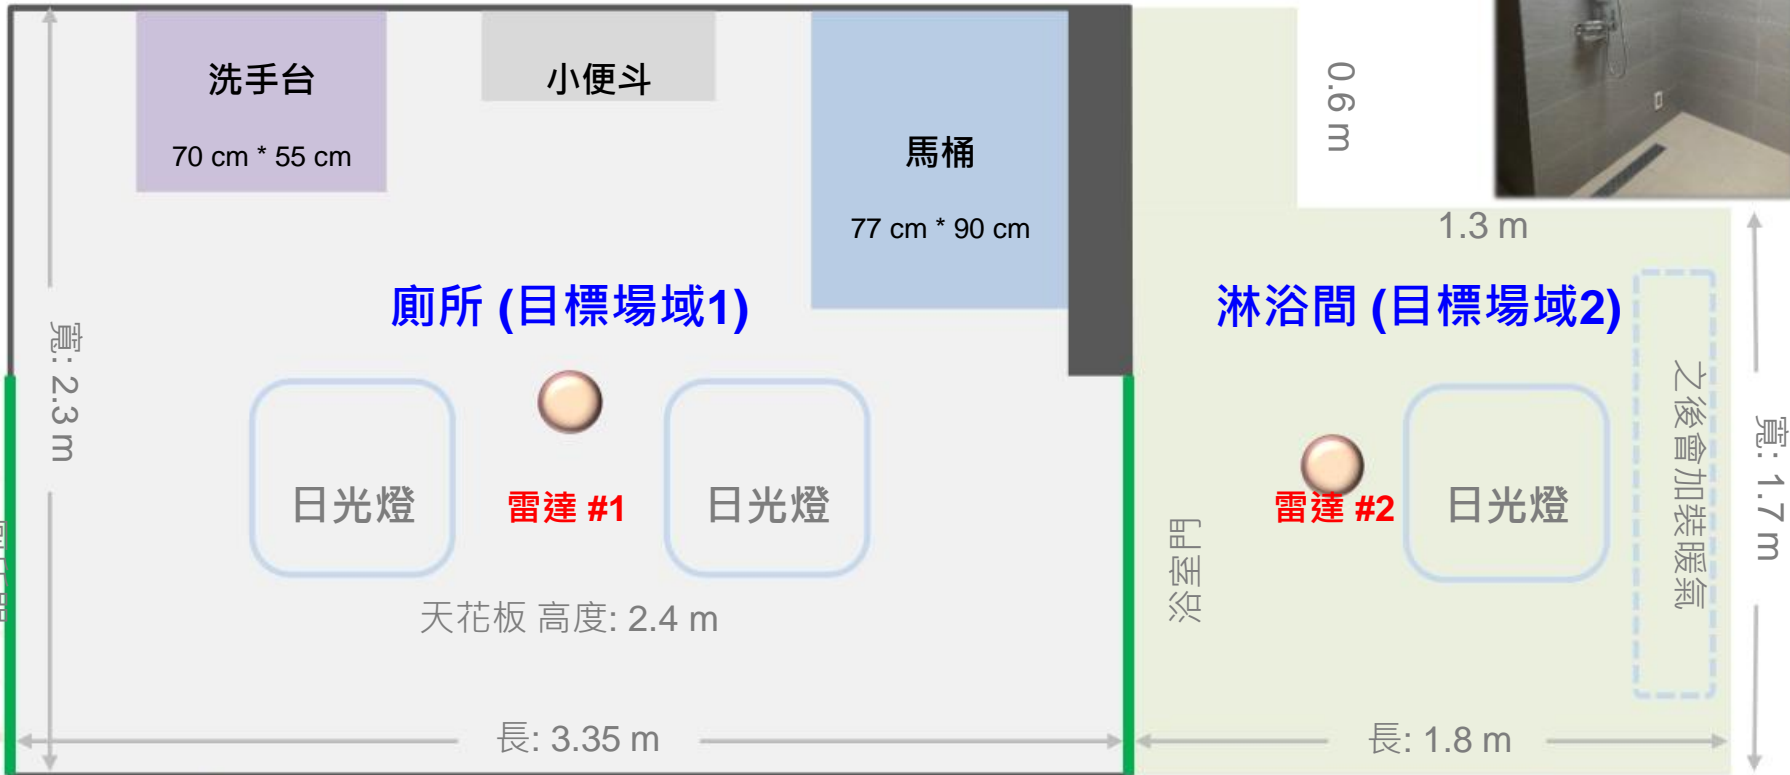 洗手台
70 cm * 55 cm
小便斗
馬桶
77 cm * 90 cm
0.6 m
1.3 m
廁所 (目標場域1)
淋浴間 (目標場域2)
寬: 2.3 m
日光燈
雷達 #1
日光燈
雷達 #2
日光燈
之後會加裝暖氣
寬: 1.7 m
浴室門
天花板 高度: 2.4 m
長: 3.35 m
長: 1.8 m